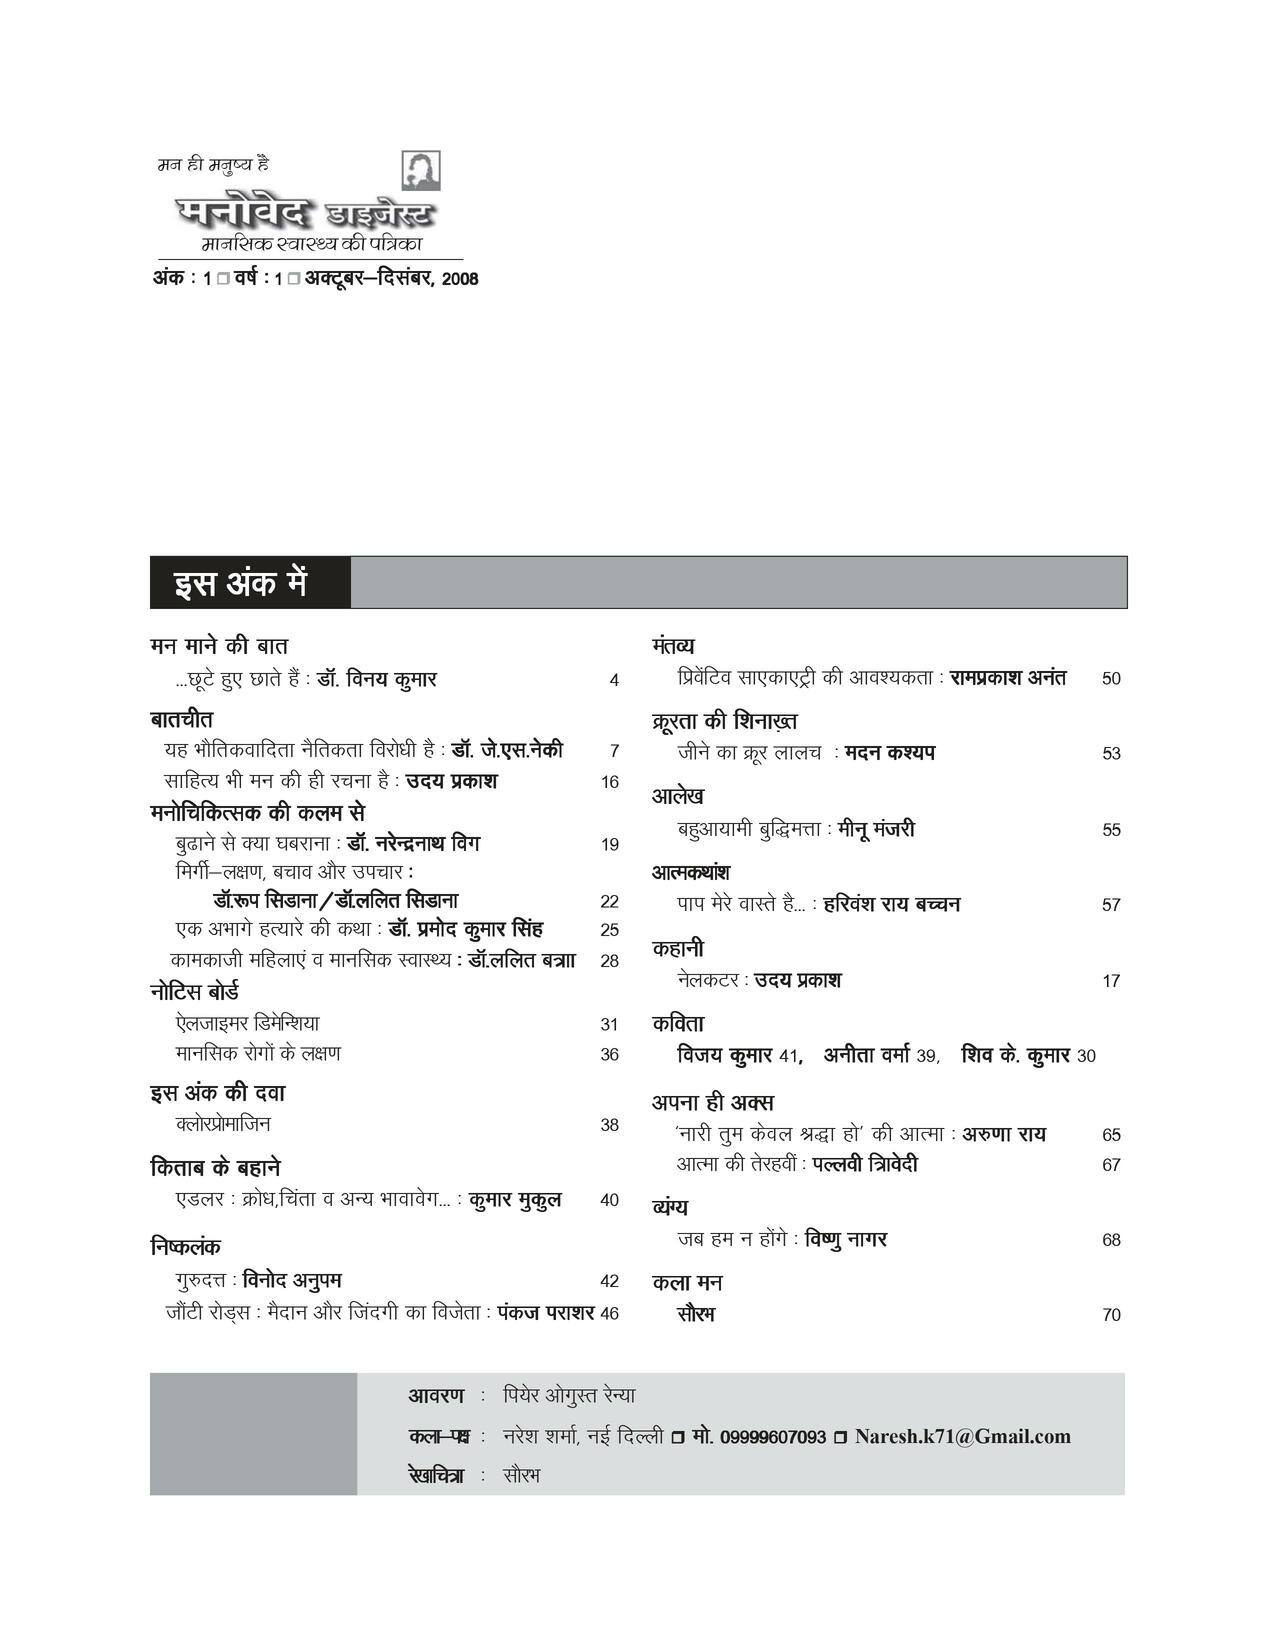 मन ही मनुष्य है
मनोवेद डाइजेस्ट
मानसिक स्वास्थ्य की पत्रिका
अंक : 1 ❒ वर्ष : 1 ❒ अक्टूबर–दिसंबर, 2008
इस अंक में
मन माने की बात
...छूटे हुए छाते हैं : डॉ. विनय कुमार 4
बातचीत
यह भौतिकवादिता नैतिकता विरोधी है : डॉ. जे.एस.नेकी 7
साहित्य भी मन की ही रचना है : उदय प्रकाश 16
मनोचिकित्सक की कलम से
बुढाने से क्या घबराना : डॉ. नरेन्द्रनाथ विग 19
मिर्गी–लक्षण, बचाव और उपचार :
डॉ.रूप सिडाना/डॉ.ललित सिडाना 22
एक अभागे हत्यारे की कथा : डॉ. प्रमोद कुमार सिंह 25
कामकाजी महिलाएं व मानसिक स्वास्थ्य : डॉ.ललित बत्राा 28
नोटिस बोर्ड
ऐलजाइमर डिमेन्शिया 31
मानसिक रोगों के लक्षण 36
इस अंक की दवा
क्लोरप्रोमाजिन 38
किताब के बहाने
एडलर : क्रोध,चिंता व अन्य भावावेग... : कुमार मुकुल 40
निष्कलंक
गुरुदत्त : विनोद अनुपम 42
जौंटी रोड्स : मैदान और जिंदगी का विजेता : पंकज पराशर 46
मंतव्य
प्रिवेंटिव साएकाएट्री की आवश्यकता : रामप्रकाश अनंत 50
क्रूरता की शिनाख़्त
जीने का क्रूर लालच : मदन कश्यप 53
आलेख
बहुआयामी बुद्धिमत्ता : मीनू मंजरी 55
आत्मकथांश
पाप मेरे वास्ते है... : हरिवंश राय बच्चन 57
कहानी
नेलकटर : उदय प्रकाश 17
कविता
विजय कुमार 41, अनीता वर्मा 39, शिव के. कुमार 30
अपना ही अक्स
‘नारी तुम केवल श्रद्धा हो’ की आत्मा : अरुणा राय 65
आत्मा की तेरहवीं : पल्लवी त्रिावेदी 67
व्यंग्य
जब हम न होंगे : विष्णु नागर 68
कला मन
सौरभ 70
आवरण : पियेर ओगुस्त रेन्या
कला–पक्ष : नरेश शर्मा, नई दिल्ली ❒ मो. 09999607093 ❒ Naresh.k71@Gmail.com
रेखाचित्रा : सौरभ